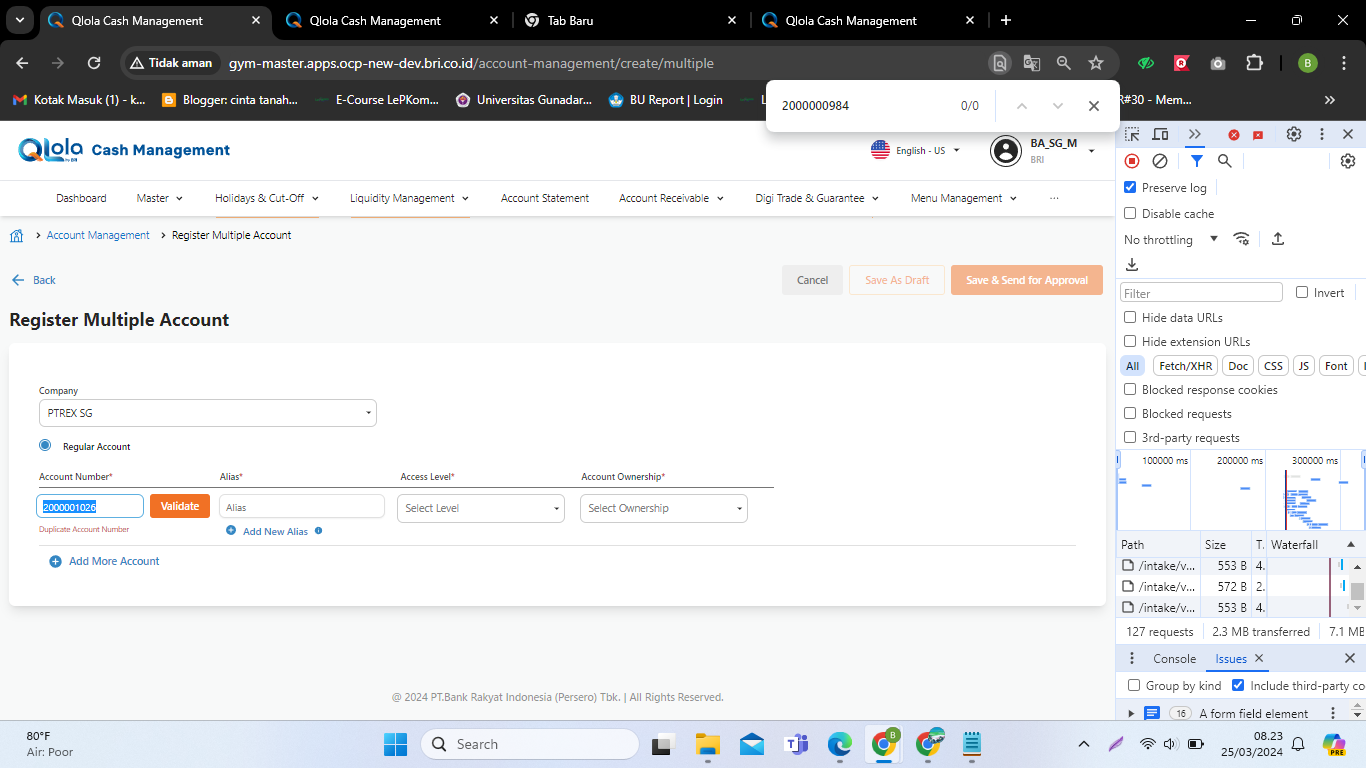 Qlola Cash Management
Qlola Cash Management
Tab Baru
Qlola Cash Management
Tidak aman
gym-master.apps.ocp-new-dev.bri.co.id/account-management/create/multiple
B
Kotak Masuk (1) - k...
Blogger: cinta tanah...
E-Course LePKom...
Universitas Gunadar...
BU Report | Login
R#30 - Mem...
2000000984
0/0
QLola
by BRI
Cash Management
English - US
BA_SG_M
BRI
Dashboard
Master
Holidays & Cut-Off
Liquidity Management
Account Statement
Account Receivable
Digi Trade & Guarantee
Menu Management
...
Account Management
Register Multiple Account
Back
Cancel
Save As Draft
Save & Send for Approval
Register Multiple Account
Company
PTREX SG
Regular Account
Account Number*
Alias*
Access Level*
Account Ownership*
2000001026
Validate
Alias
Select Level
Select Ownership
Duplicate Account Number
Add New Alias
Add More Account
@ 2024 PT.Bank Rakyat Indonesia (Persero) Tbk. | All Rights Reserved.
Preserve log
Disable cache
No throttling
Filter
Invert
Hide data URLs
Hide extension URLs
All
Fetch/XHR
Doc
CSS
JS
Font
Blocked response cookies
Blocked requests
3rd-party requests
100000 ms
200000 ms
300000 ms
Path
Size
T.
Waterfall
/intake/v...
553 B
4.
/intake/v...
572 B
2.
/intake/v...
553 B
4.
127 requests
2.3 MB transferred
7.1 MB
Console
Issues
Group by kind
Include third-party co
16
A form field element
80°F
Air: Poor
Search
08.23
25/03/2024
PRE